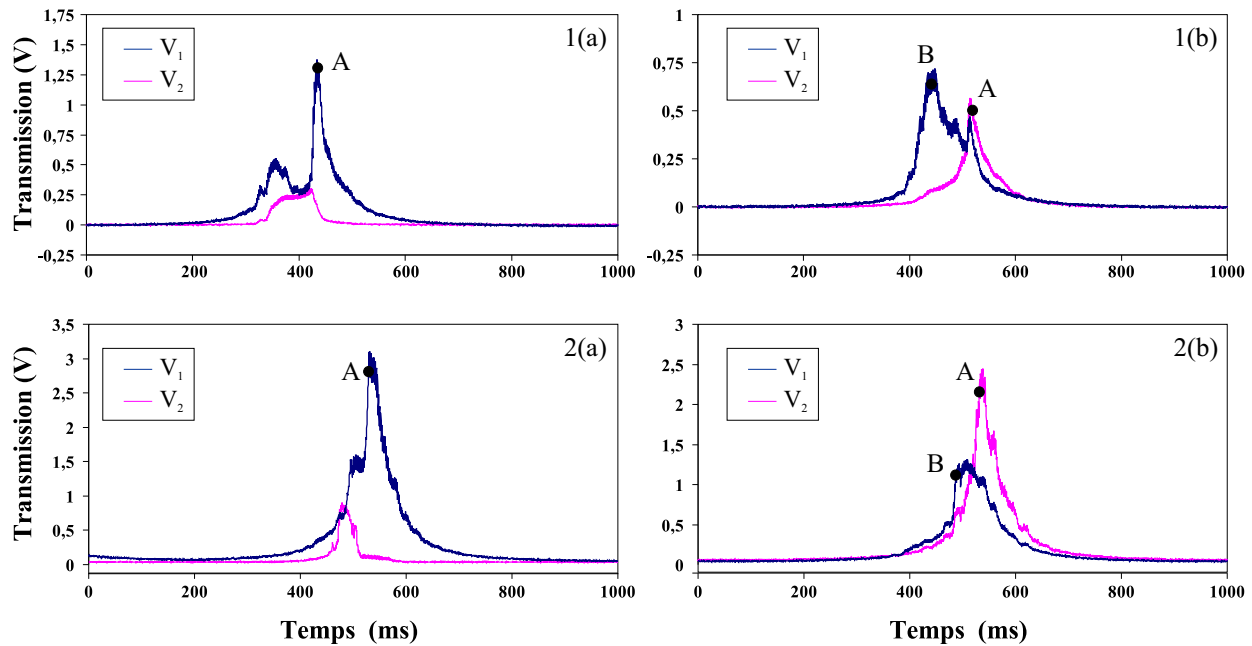 1(a)
Transmission (V)
1,75
1,5
1,25
1
0,75
0,5
0,25
0
-0,25
V₁
V₂
A
0 200 400 600 800 1000
1(b)
1
0,75
0,5
0,25
0
-0,25
V₁
V₂
B
A
0 200 400 600 800 1000
2(a)
Transmission (V)
3,5
3
2,5
2
1,5
1
0,5
0
V₁
V₂
A
0 200 400 600 800 1000
Temps (ms)
2(b)
3
2,5
2
1,5
1
0,5
0
V₁
V₂
A
B
0 200 400 600 800 1000
Temps (ms)